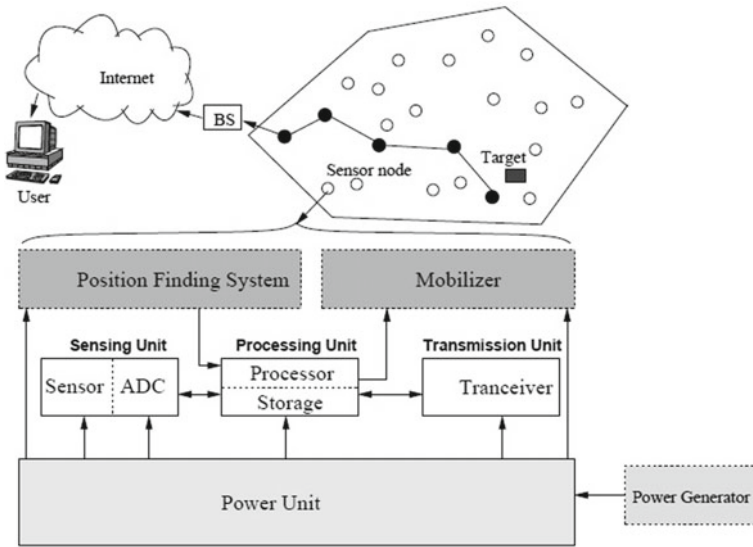 Internet
BS
Target
Sensor node
User
Position Finding System
Mobilizer
Sensing Unit
Processing Unit
Transmission Unit
Sensor
ADC
Processor
Storage
Tranceiver
Power Unit
Power Generator